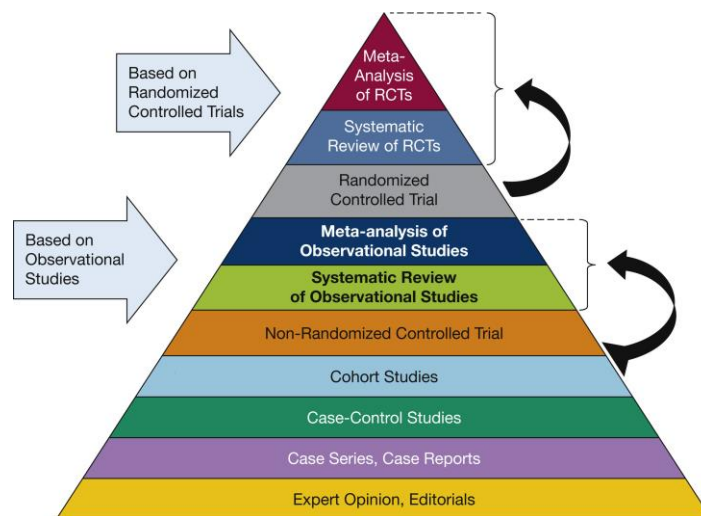 Based on
Randomized
Controlled Trials
Meta-
Analysis
of RCTs
Systematic
Review of RCTs
Randomized
Controlled Trial
Based on
Observational
Studies
Meta-analysis of
Observational Studies
Systematic Review
of Observational Studies
Non-Randomized Controlled Trial
Cohort Studies
Case-Control Studies
Case Series, Case Reports
Expert Opinion, Editorials